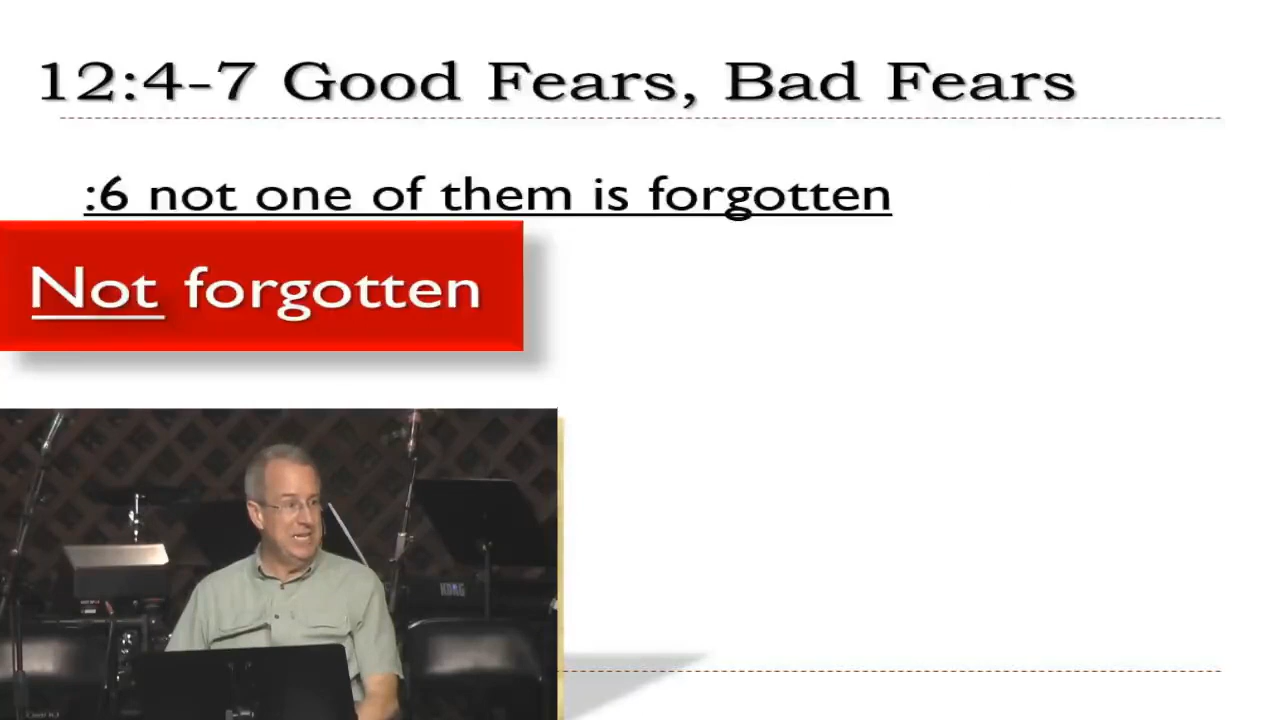 12:4-7 Good Fears, Bad Fears
:6 not one of them is forgotten
Not forgotten
KORG